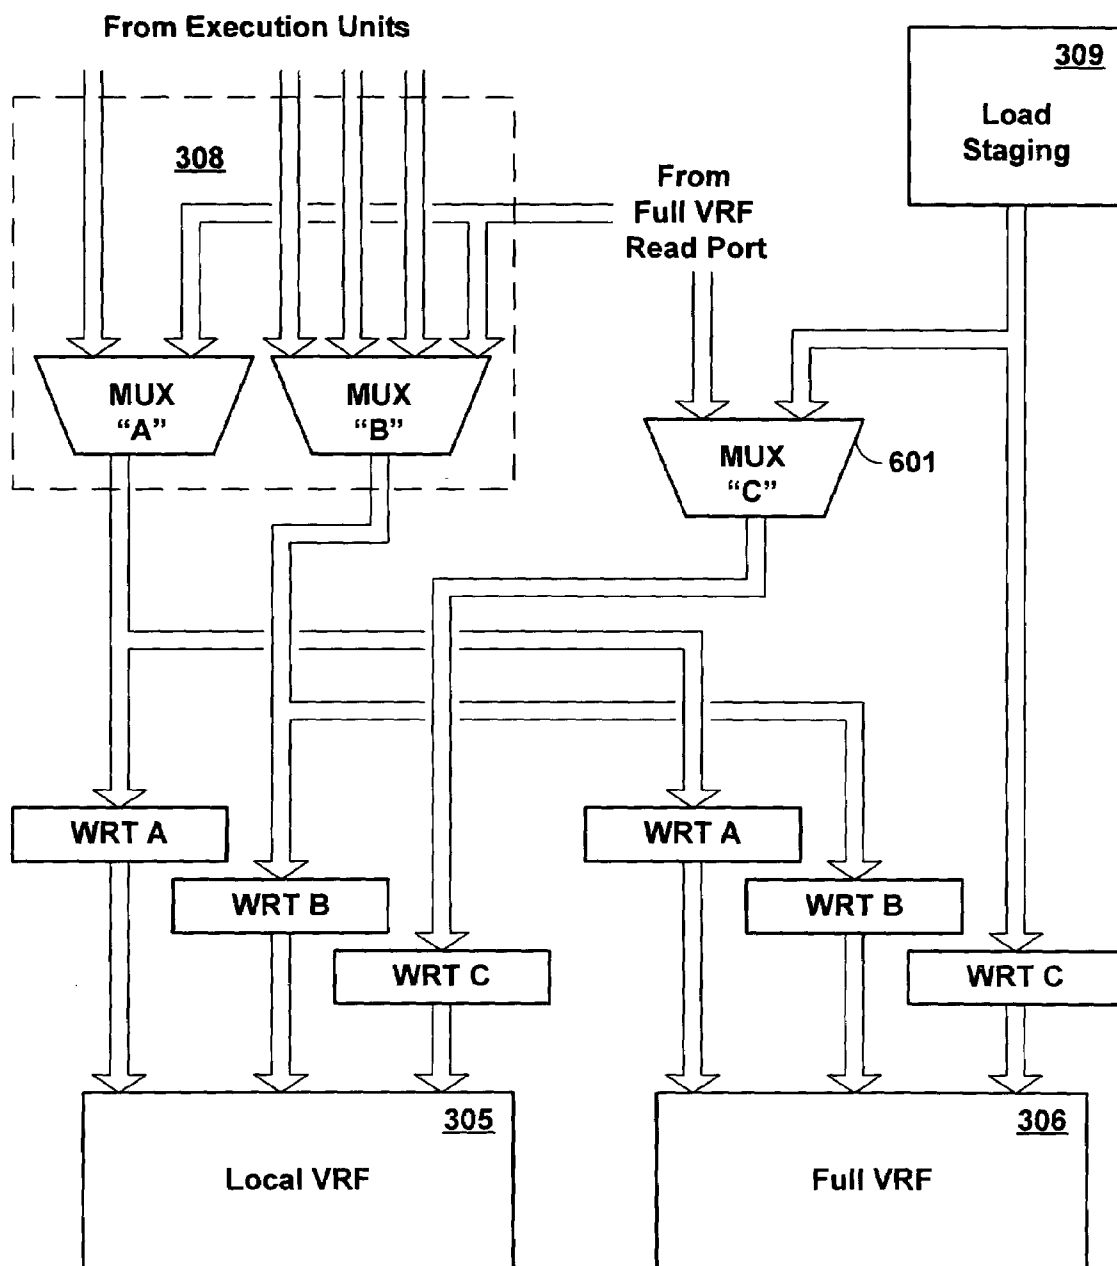 From Execution Units
309
Load
Staging
308
From
Full VRF
Read Port
MUX
"A"
MUX
"B"
MUX
"C"
601
WRT A
WRT B
WRT C
WRT A
WRT B
WRT C
305
Local VRF
306
Full VRF